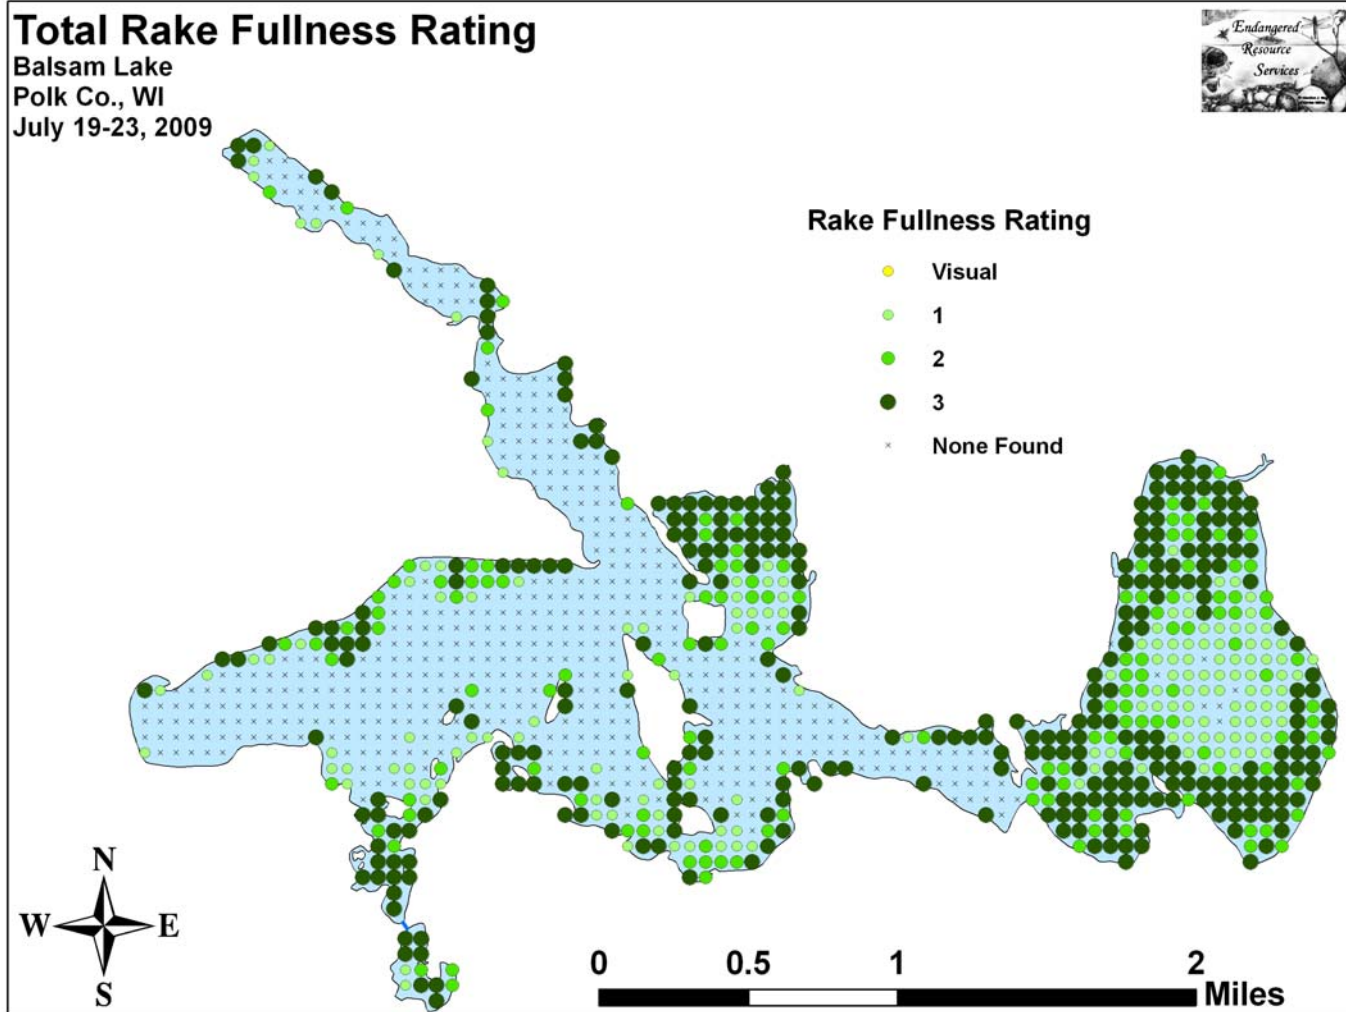 Total Rake Fullness Rating
Balsam Lake
Polk Co., WI
July 19-23, 2009
Endangered
Resource
Services
Rake Fullness Rating
Visual
1
2
3
None Found
N
W E
S
0 0.5 1 2
Miles